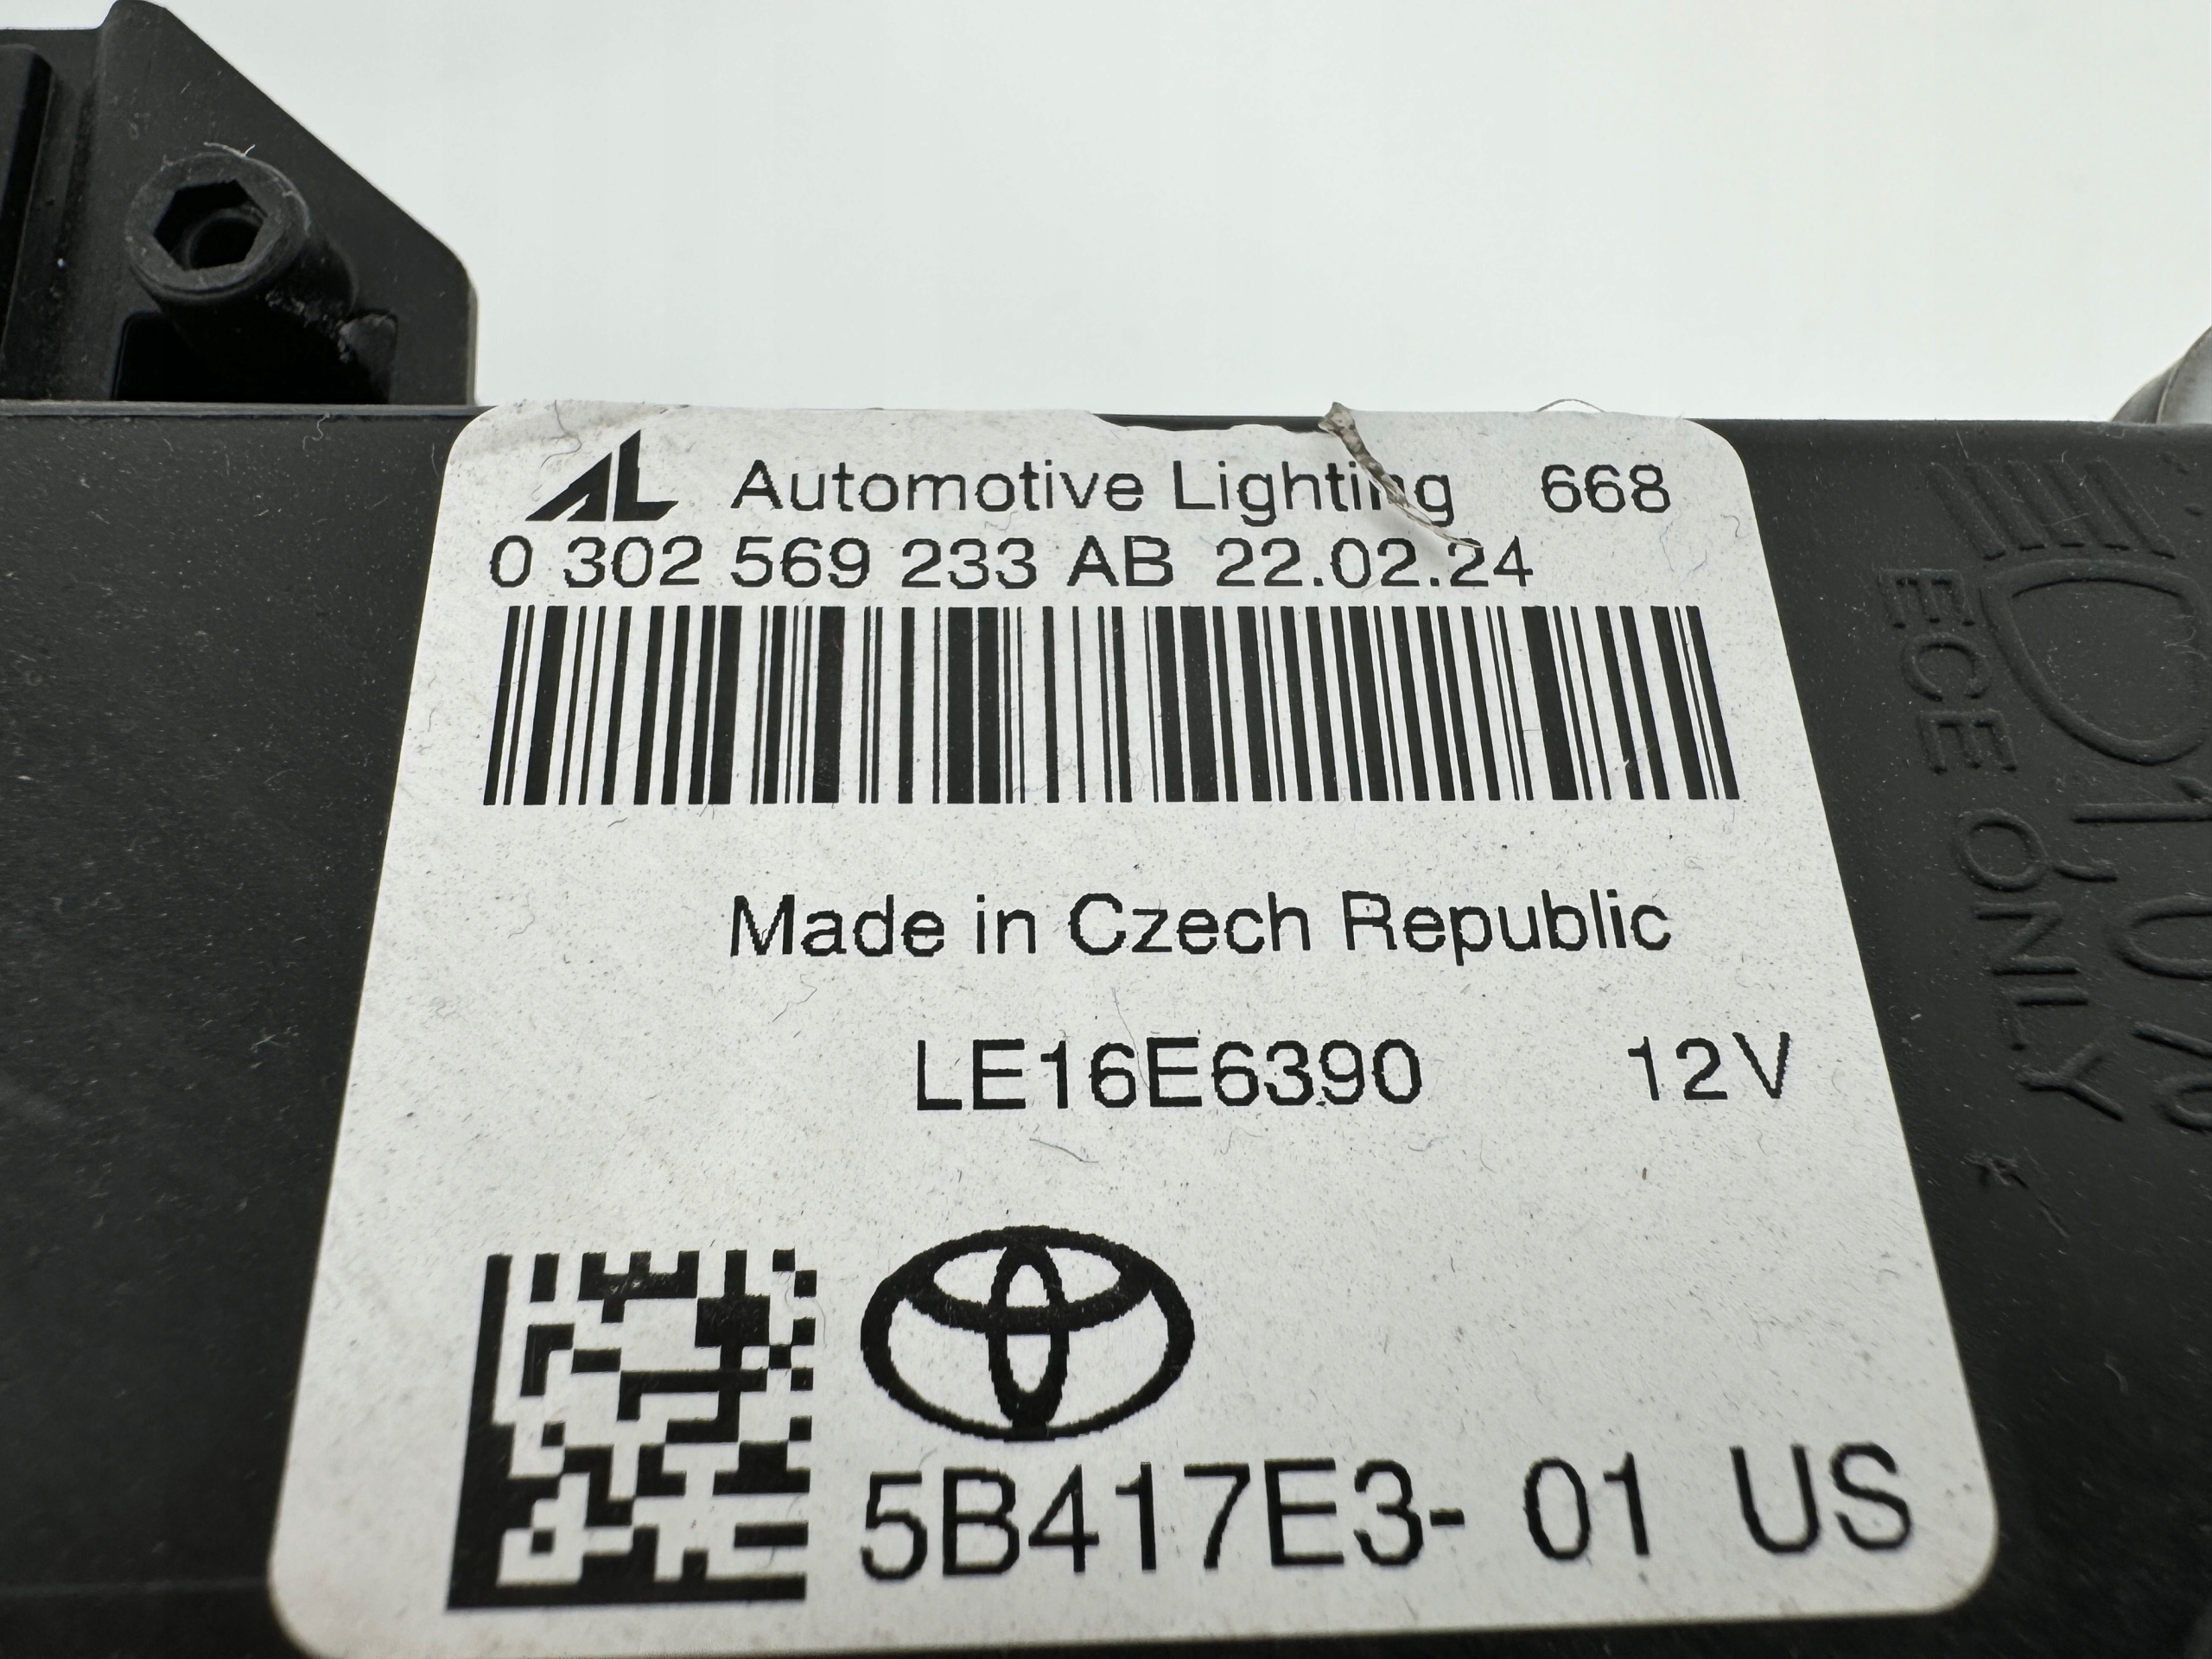 AL Automotive Lighting 668
0 302 569 233 AB 22.02.24
Made in Czech Republic
LE16E6390 12V
5B417E3- 01 US
ECE ONLY